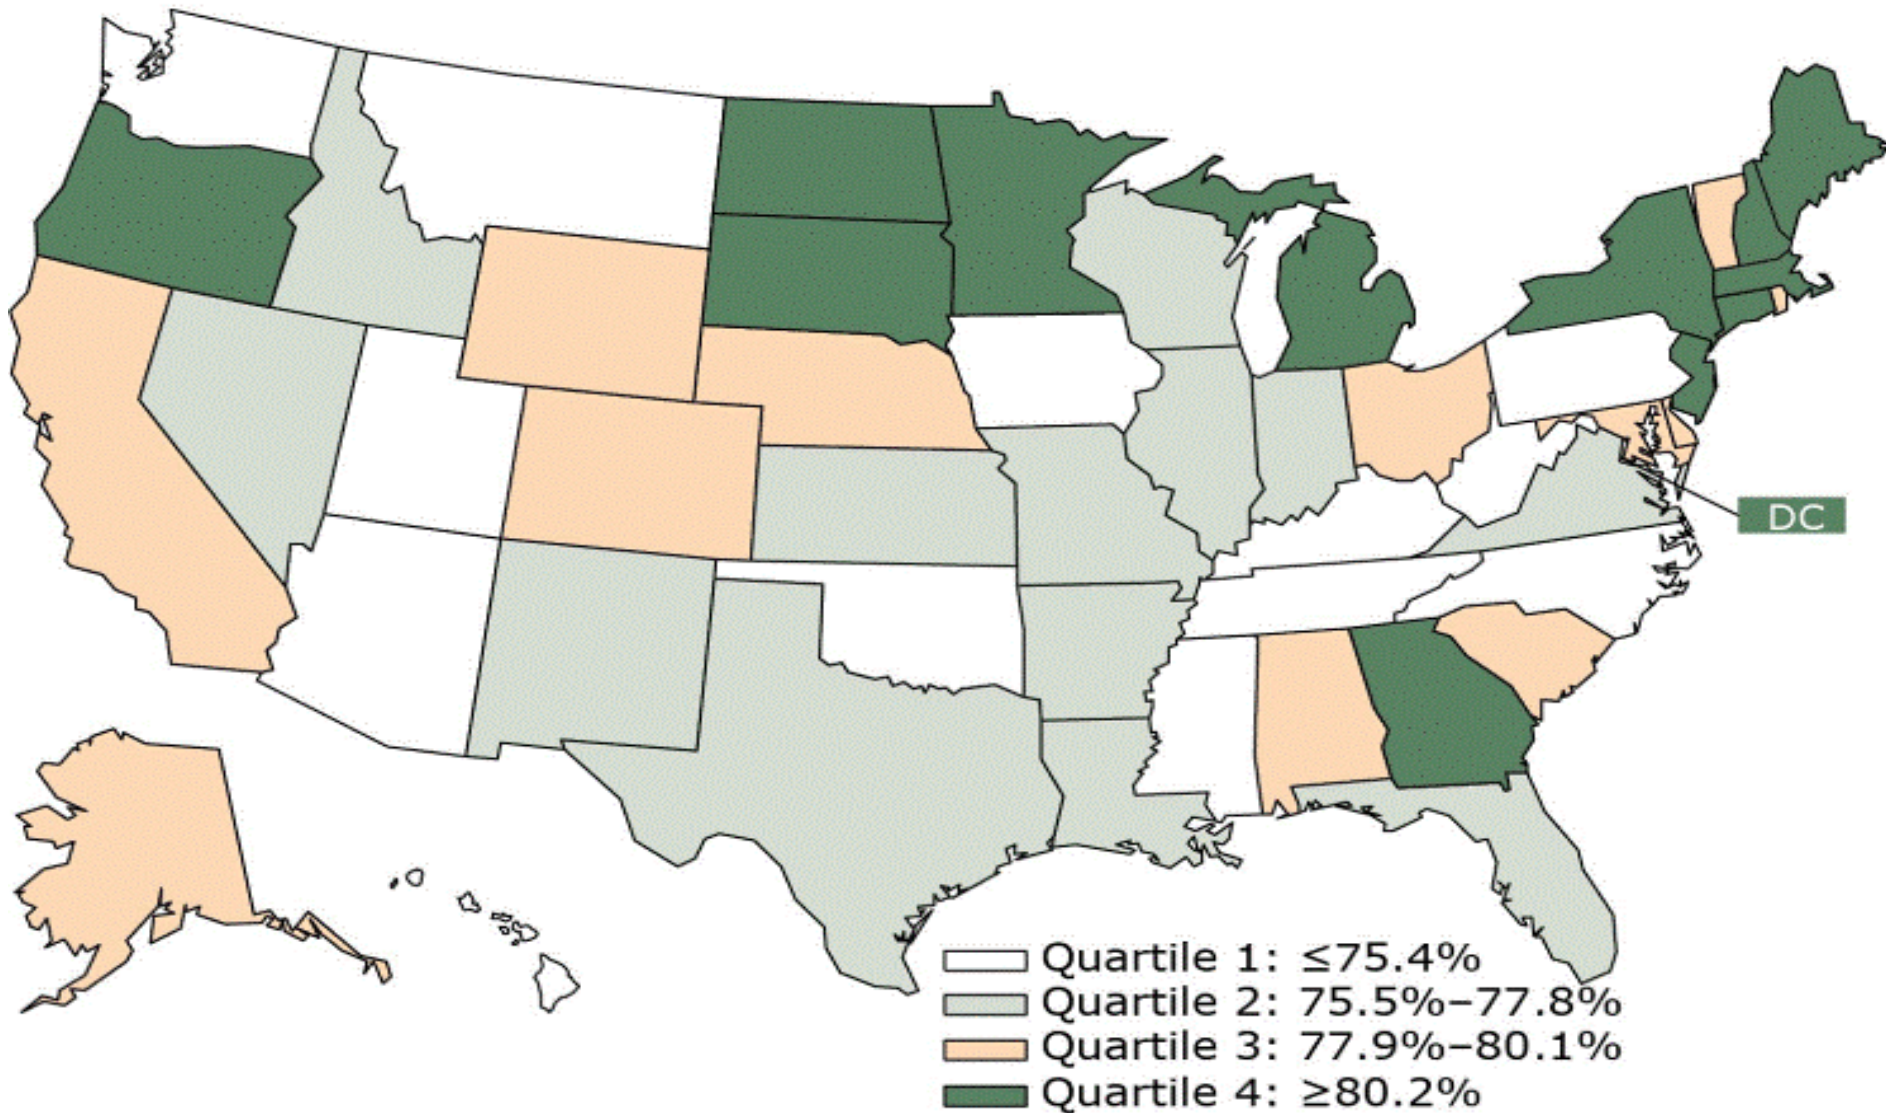 DC
Quartile 1: ≤75.4%
Quartile 2: 75.5%–77.8%
Quartile 3: 77.9%–80.1%
Quartile 4: ≥80.2%